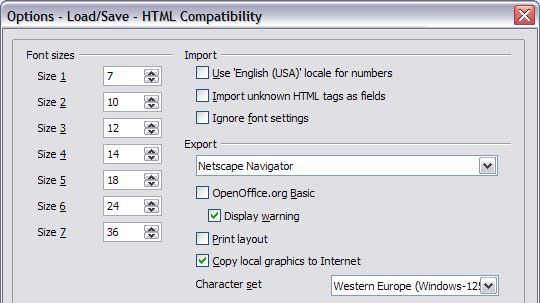 Options - Load/Save - HTML Compatibility
Font sizes
Size 1 7
Size 2 10
Size 3 12
Size 4 14
Size 5 18
Size 6 24
Size 7 36
Import
Use 'English (USA)' locale for numbers
Import unknown HTML tags as fields
Ignore font settings
Export
Netscape Navigator
OpenOffice.org Basic
Display warning
Print layout
Copy local graphics to Internet
Character set Western Europe (Windows-125